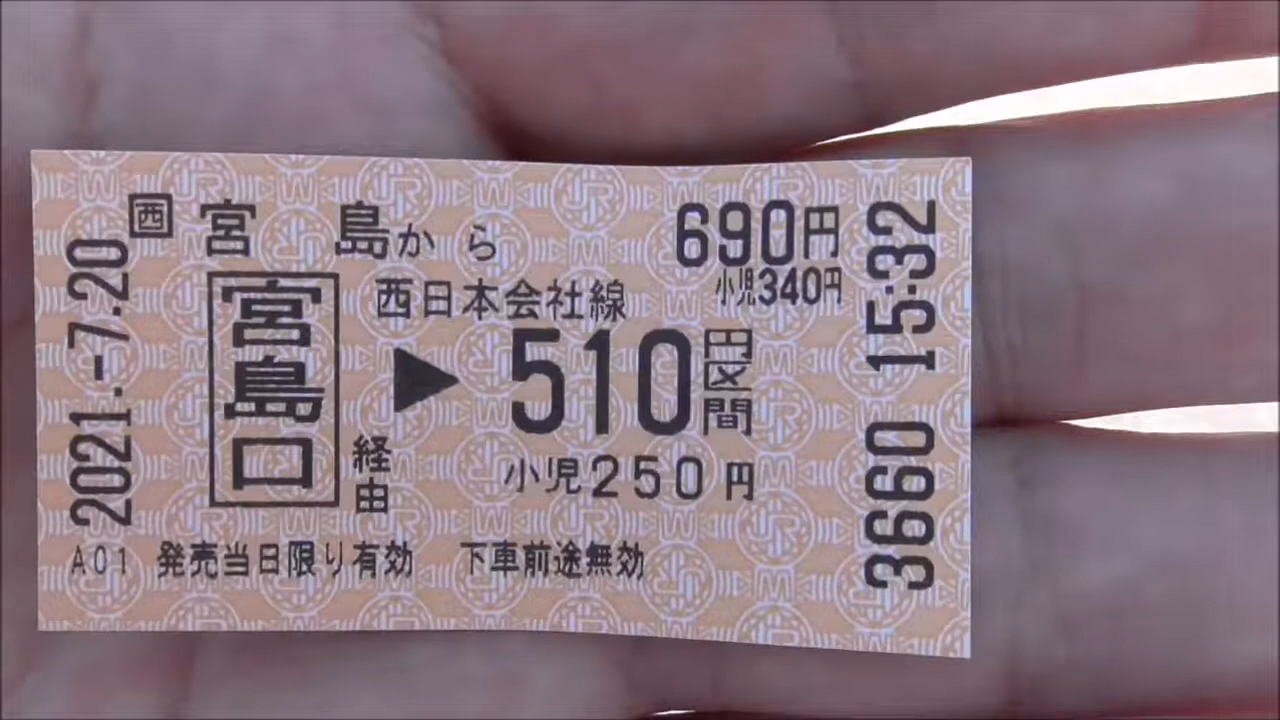 2021.-7.20
西 宮島から 690円
小児340円
西日本会社線
宮島口 経由 ▶ 510円区間
小児250円
A01 発売当日限り有効 下車前途無効
3660 15:32